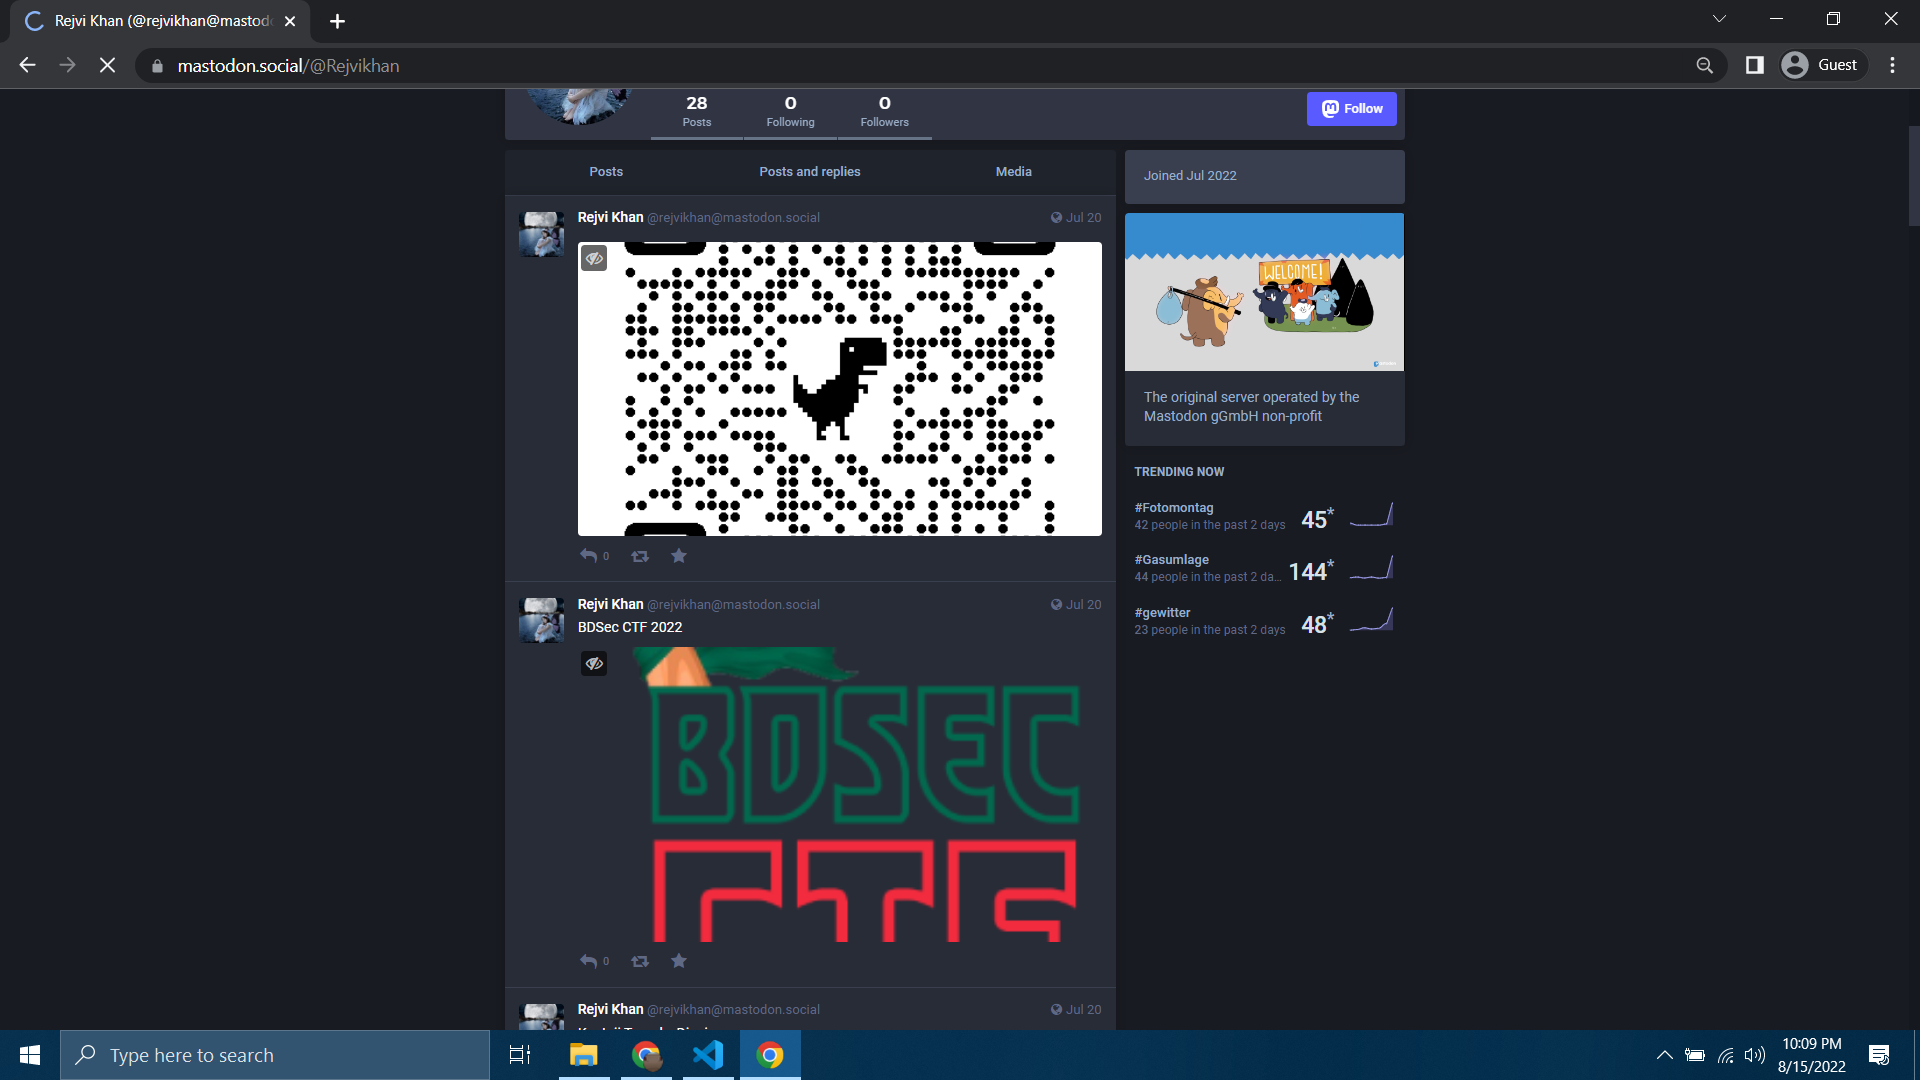 Rejvi Khan (@rejvikhan@mastod
mastodon.social/@Rejvikhan
Guest
28
Posts
0
Following
0
Followers
Follow
Posts
Posts and replies
Media
Joined Jul 2022
Rejvi Khan @rejvikhan@mastodon.social
Jul 20
WELCOME!
The original server operated by the
Mastodon gGmbH non-profit
TRENDING NOW
#Fotomontag
42 people in the past 2 days
45*
#Gasumlage
44 people in the past 2 da...
144*
#gewitter
23 people in the past 2 days
48*
0
Rejvi Khan @rejvikhan@mastodon.social
Jul 20
BDSec CTF 2022
BDSEC
CTF
0
Rejvi Khan @rejvikhan@mastodon.social
Jul 20
Type here to search
10:09 PM
8/15/2022